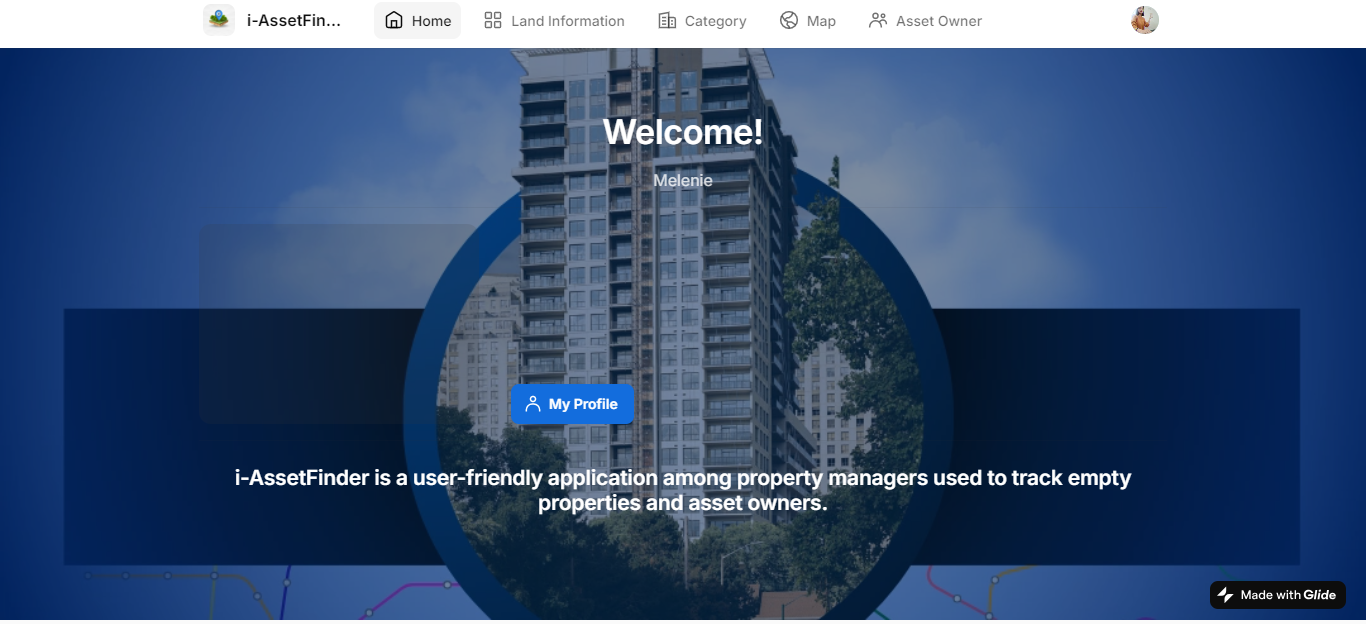 i-AssetFin...
Home
Land Information
Category
Map
Asset Owner
Welcome!
Melenie
My Profile
i-AssetFinder is a user-friendly application among property managers used to track empty
properties and asset owners.
Made with Glide